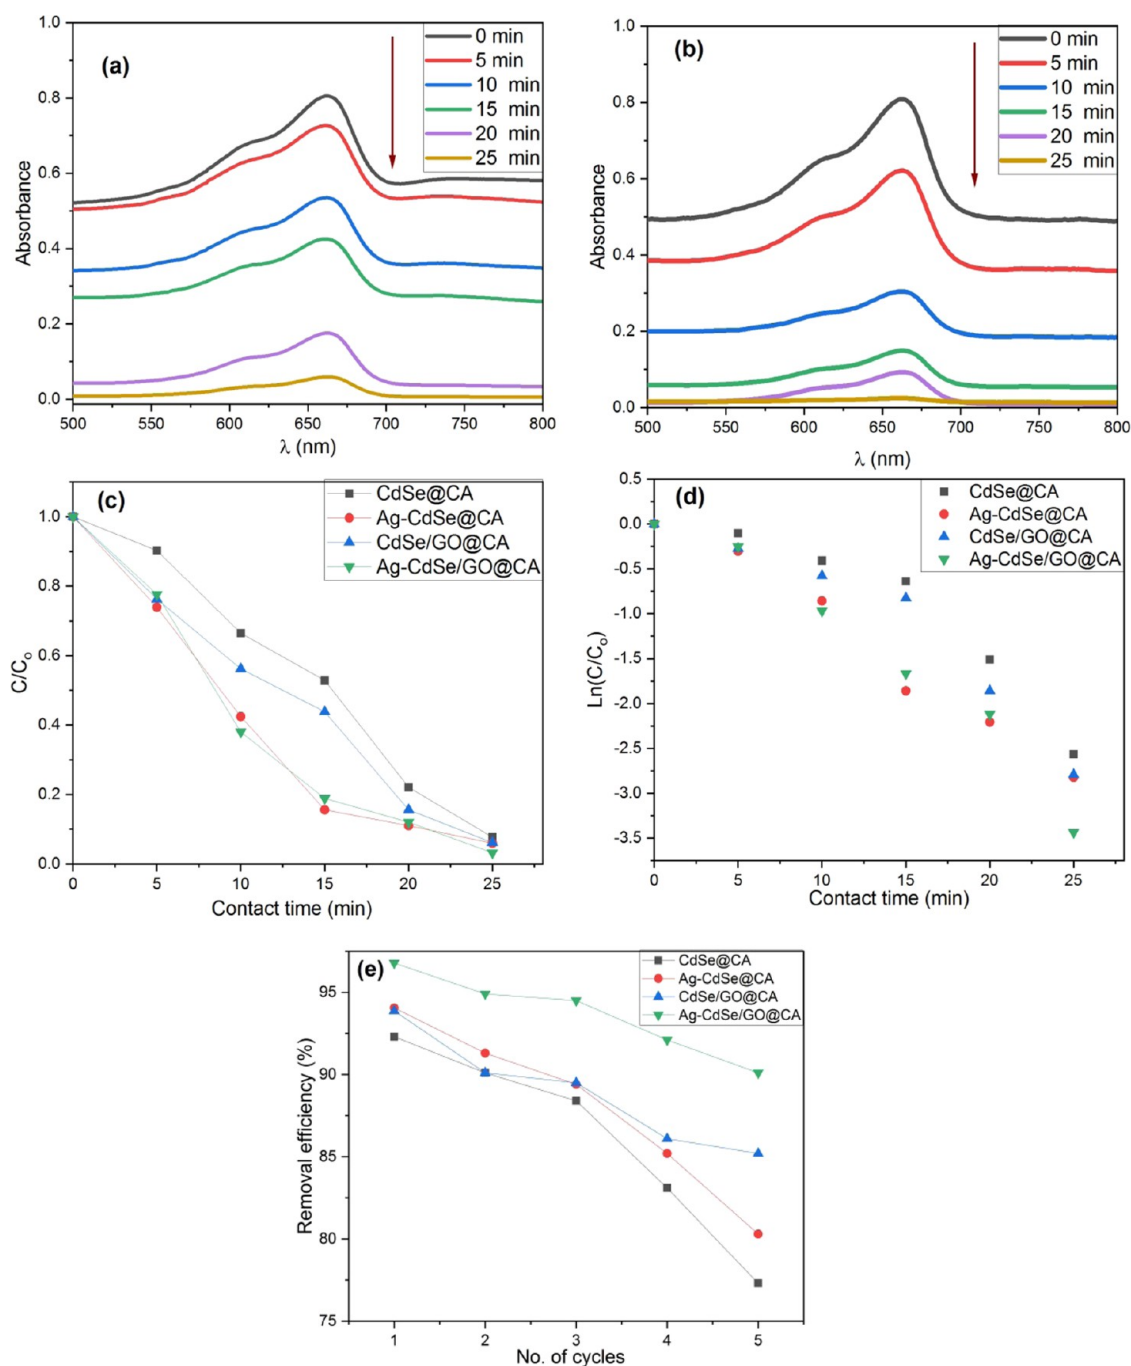 (a)
0 min
5 min
10 min
15 min
20 min
25 min
1.0
0.8
0.6
0.4
0.2
0.0
Absorbance
500 550 600 650 700 750 800
λ (nm)
(b)
0 min
5 min
10 min
15 min
20 min
25 min
1.0
0.8
0.6
0.4
0.2
0.0
Absorbance
500 550 600 650 700 750 800
λ (nm)
(c)
CdSe@CA
Ag-CdSe@CA
CdSe/GO@CA
Ag-CdSe/GO@CA
1.0
0.8
0.6
0.4
0.2
0.0
C/Co
0 5 10 15 20 25
Contact time (min)
(d)
CdSe@CA
Ag-CdSe@CA
CdSe/GO@CA
Ag-CdSe/GO@CA
0.5
0.0
-0.5
-1.0
-1.5
-2.0
-2.5
-3.0
-3.5
Ln(C/Co)
0 5 10 15 20 25
Contact time (min)
(e)
CdSe@CA
Ag-CdSe@CA
CdSe/GO@CA
Ag-CdSe/GO@CA
95
90
85
80
75
Removal efficiency (%)
1 2 3 4 5
No. of cycles